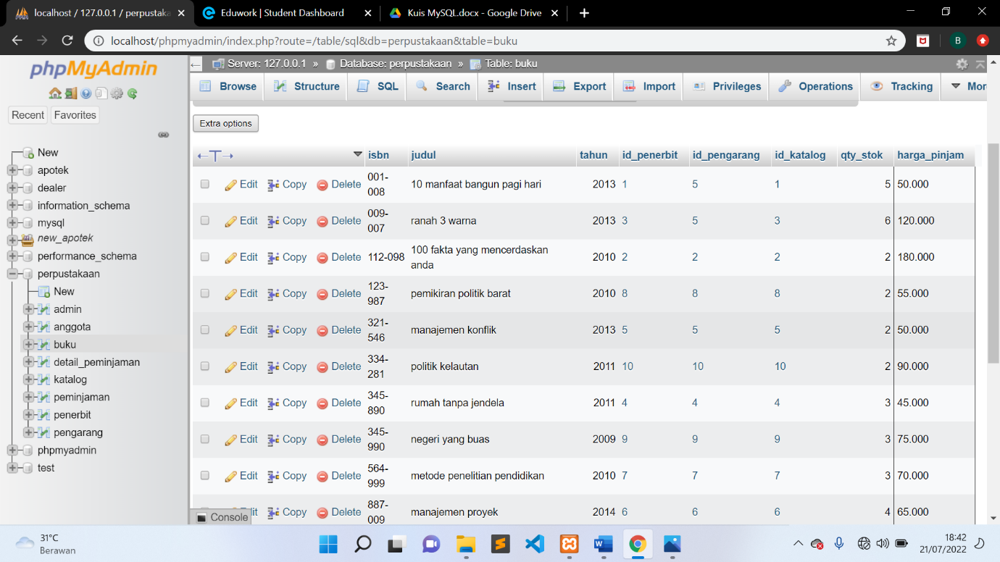 localhost / 127.0.0.1 / perpustaka
Eduwork | Student Dashboard
Kuis MySQL.docx - Google Drive
localhost/phpmyadmin/index.php?route=/table/sql&db=perpustakaan&table=buku
B
phpMyAdmin
Recent Favorites
New
apotek
dealer
information_schema
mysql
new_apotek
performance_schema
perpustakaan
New
admin
anggota
buku
detail_peminjaman
katalog
peminjaman
penerbit
pengarang
phpmyadmin
test
Server: 127.0.0.1 » Database: perpustakaan » Table: buku
Browse Structure SQL Search Insert Export Import Privileges Operations Tracking Mor
Extra options
←T→ isbn judul tahun id_penerbit id_pengarang id_katalog qty_stok harga_pinjam
Edit Copy Delete 001-008 10 manfaat bangun pagi hari 2013 1 5 1 5 50.000
Edit Copy Delete 009-007 ranah 3 warna 2013 3 5 3 6 120.000
Edit Copy Delete 112-098 100 fakta yang mencerdaskan anda 2010 2 2 2 2 180.000
Edit Copy Delete 123-987 pemikiran politik barat 2010 8 8 8 2 55.000
Edit Copy Delete 321-546 manajemen konflik 2013 5 5 5 2 50.000
Edit Copy Delete 334-281 politik kelautan 2011 10 10 10 2 90.000
Edit Copy Delete 345-890 rumah tanpa jendela 2011 4 4 4 3 45.000
Edit Copy Delete 345-990 negeri yang buas 2009 9 9 9 3 75.000
Edit Copy Delete 564-999 metode penelitian pendidikan 2010 7 7 7 3 70.000
it Copy Delete 887-009 manajemen proyek 2014 6 6 6 4 65.000
Console
31°C
Berawan
18:42
21/07/2022